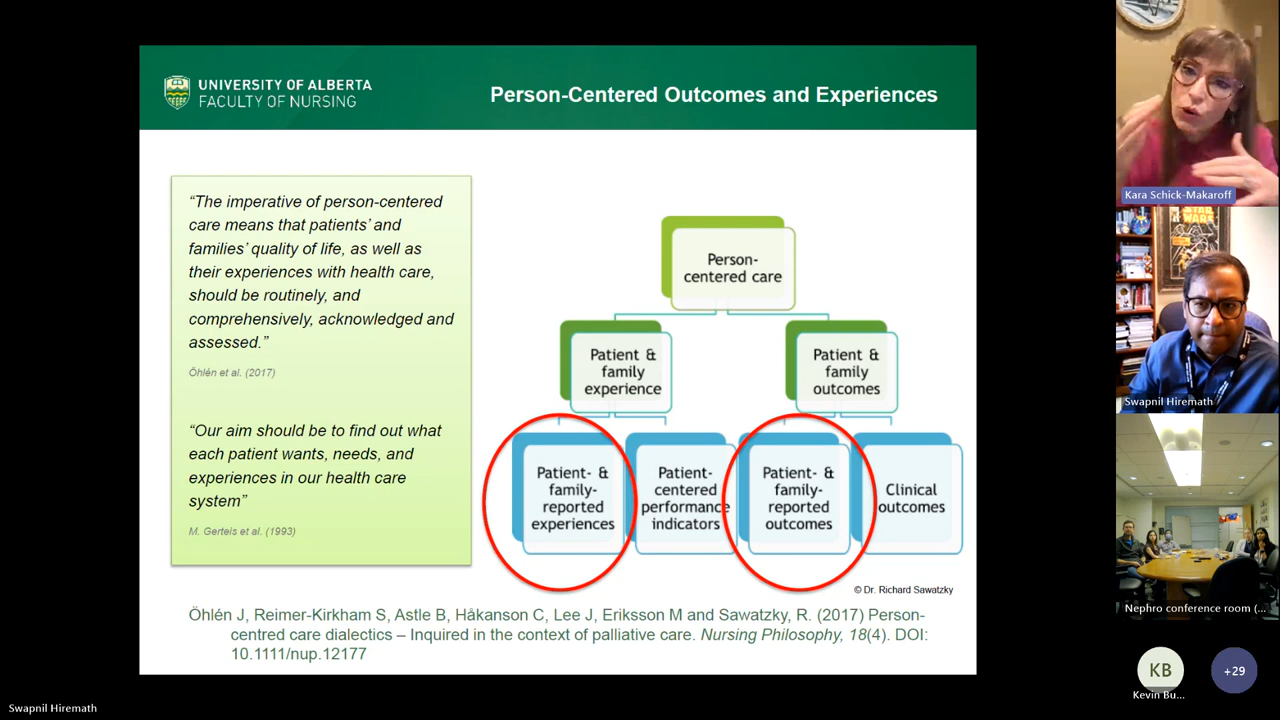 UNIVERSITY OF ALBERTA
FACULTY OF NURSING
Person-Centered Outcomes and Experiences
“The imperative of person-centered
care means that patients’ and
families’ quality of life, as well as
their experiences with health care,
should be routinely, and
comprehensively, acknowledged and
assessed.”
Öhlén et al. (2017)
“Our aim should be to find out what
each patient wants, needs, and
experiences in our health care
system”
M. Gerteis et al. (1993)
Person-
centered care
Patient &
family
experience
Patient &
family
outcomes
Patient- &
family-
reported
experiences
Patient-
centered
performance
indicators
Patient- &
family-
reported
outcomes
Clinical
outcomes
© Dr. Richard Sawatzky
Öhlén J, Reimer-Kirkham S, Astle B, Håkanson C, Lee J, Eriksson M and Sawatzky, R. (2017) Person-
centred care dialectics – Inquired in the context of palliative care. Nursing Philosophy, 18(4). DOI:
10.1111/nup.12177
Kara Schick-Makaroff
STAR
WARS
Swapnil Hiremath
Nephro conference room (...
KB
Kevin Bu...
+29
Swapnil Hiremath